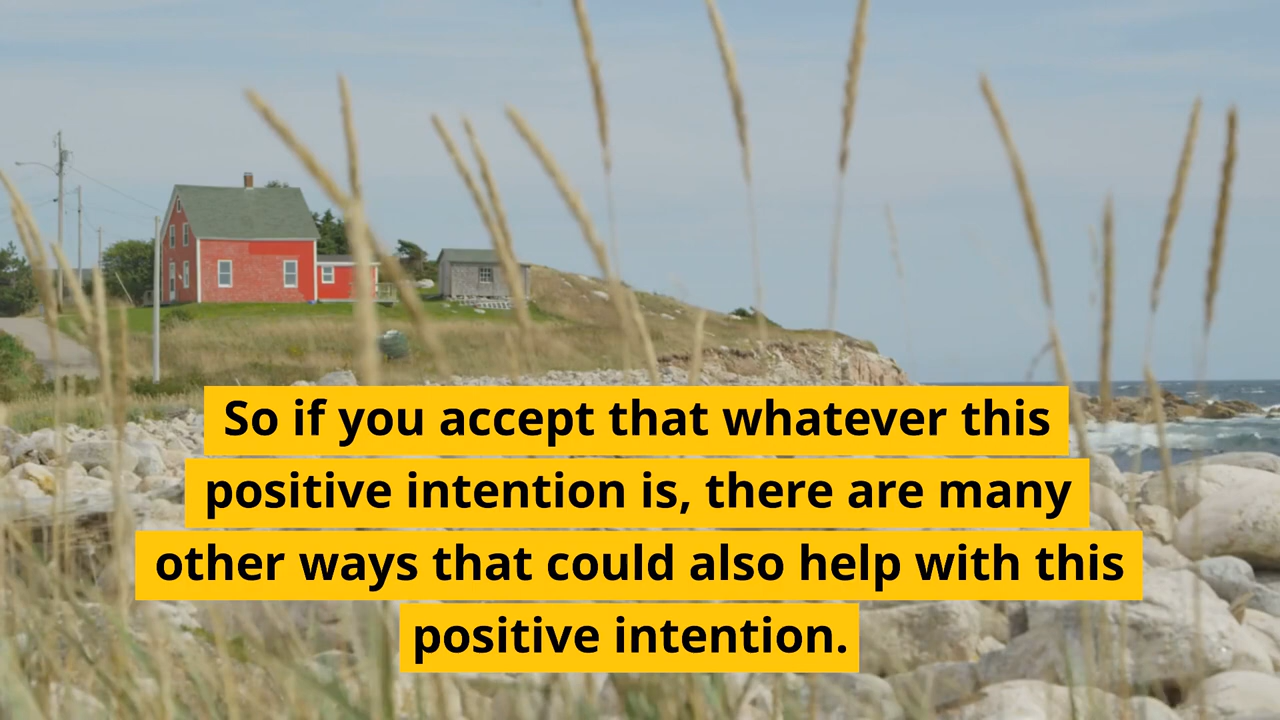 So if you accept that whatever this
positive intention is, there are many
other ways that could also help with this
positive intention.